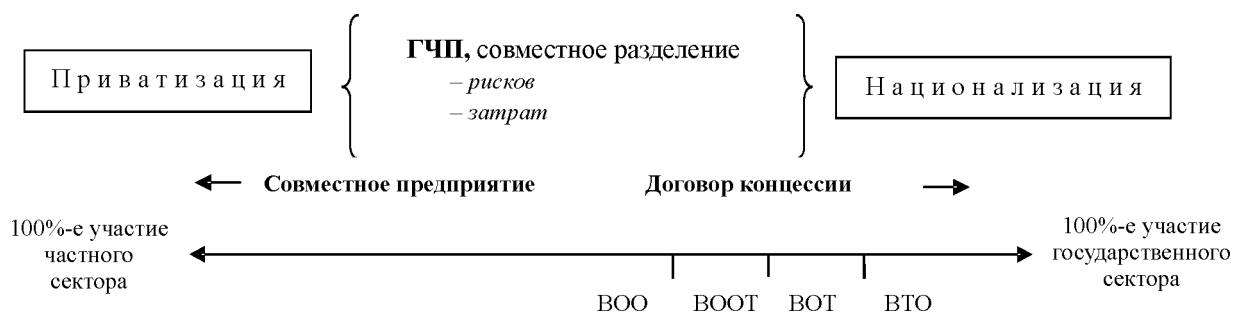 ГЧП, совместное разделение
– рисков
– затрат
Приватизация
Национализация
Совместное предприятие
Договор концессии
100%-е участие
частного
сектора
100%-е участие
государственного
сектора
BOO BOOT BOT BTO